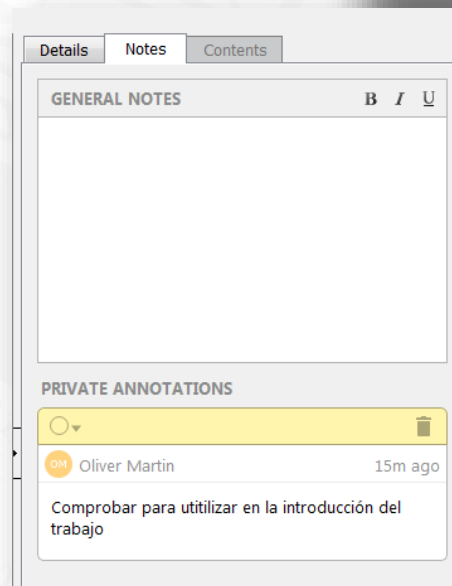 Details Notes Contents
GENERAL NOTES B I U
PRIVATE ANNOTATIONS
OM Oliver Martin 15m ago
Comprobar para utitilizar en la introducción del
trabajo